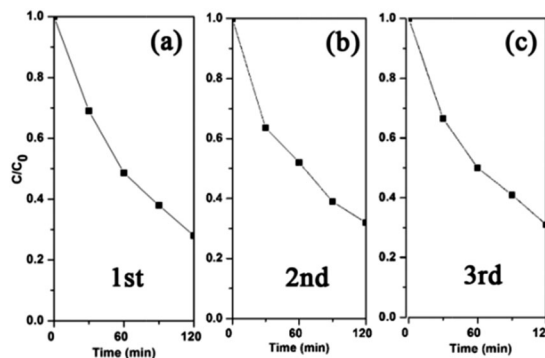 (a) (b) (c)
1.0 1.0 1.0
0.8 0.8 0.8
0.6 0.6 0.6
C/C0
0.4 0.4 0.4
0.2 0.2 0.2
1st 2nd 3rd
0.0 0.0 0.0
0 60 120 0 60 120 0 60 120
Time (min) Time (min) Time (min)